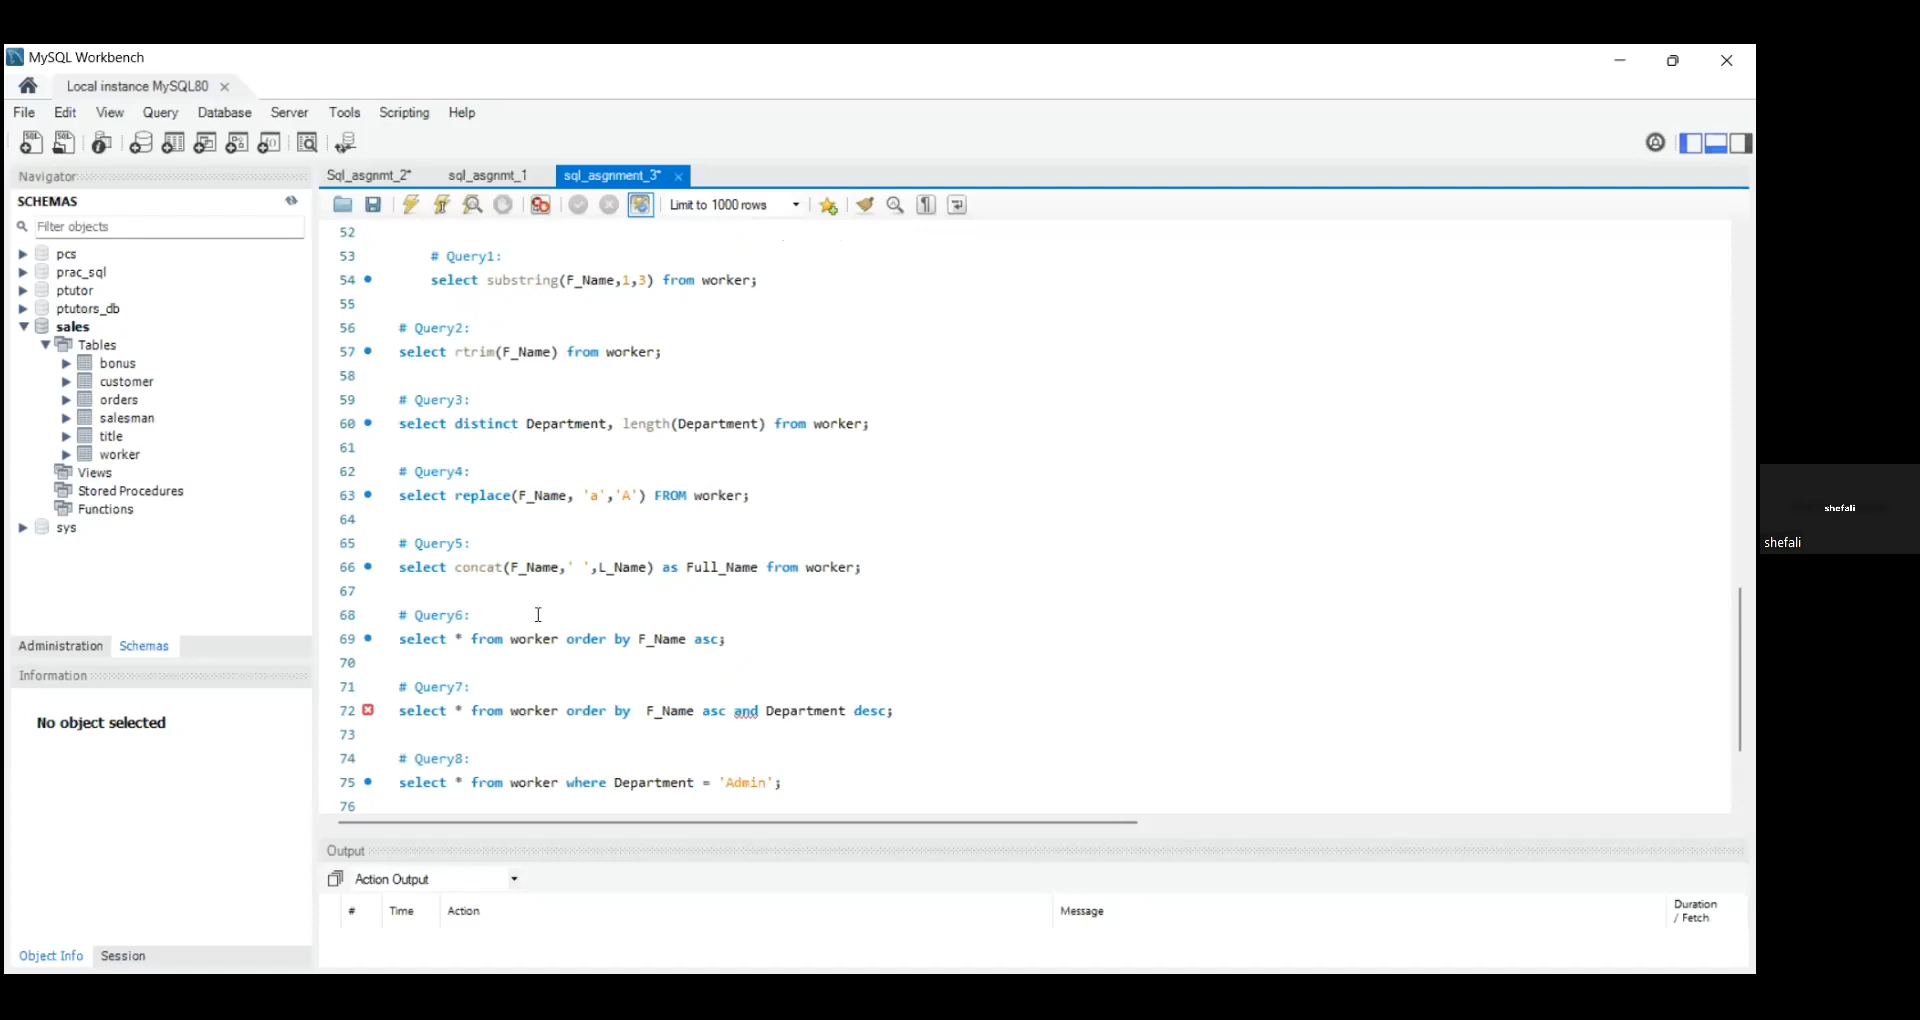 MySQL Workbench
Local instance MySQL80
File Edit View Query Database Server Tools Scripting Help
Navigator
SCHEMAS
Filter objects
pcs
prac_sql
ptutor
ptutors_db
sales
Tables
bonus
customer
orders
salesman
title
worker
Views
Stored Procedures
Functions
sys
Administration Schemas
Information
No object selected
Object Info Session
Sql_asgnmt_2* sql_asgnmt_1 sql_asgnment_3*
Limit to 1000 rows
52
53 # Query1:
54 select substring(F_Name,1,3) from worker;
55
56 # Query2:
57 select rtrim(F_Name) from worker;
58
59 # Query3:
60 select distinct Department, length(Department) from worker;
61
62 # Query4:
63 select replace(F_Name, 'a','A') FROM worker;
64
65 # Query5:
66 select concat(F_Name,' ',L_Name) as Full_Name from worker;
67
68 # Query6:
69 select * from worker order by F_Name asc;
70
71 # Query7:
72 select * from worker order by  F_Name asc and Department desc;
73
74 # Query8:
75 select * from worker where Department = 'Admin';
76
Output
Action Output
# Time Action Message Duration / Fetch
shefali
shefali